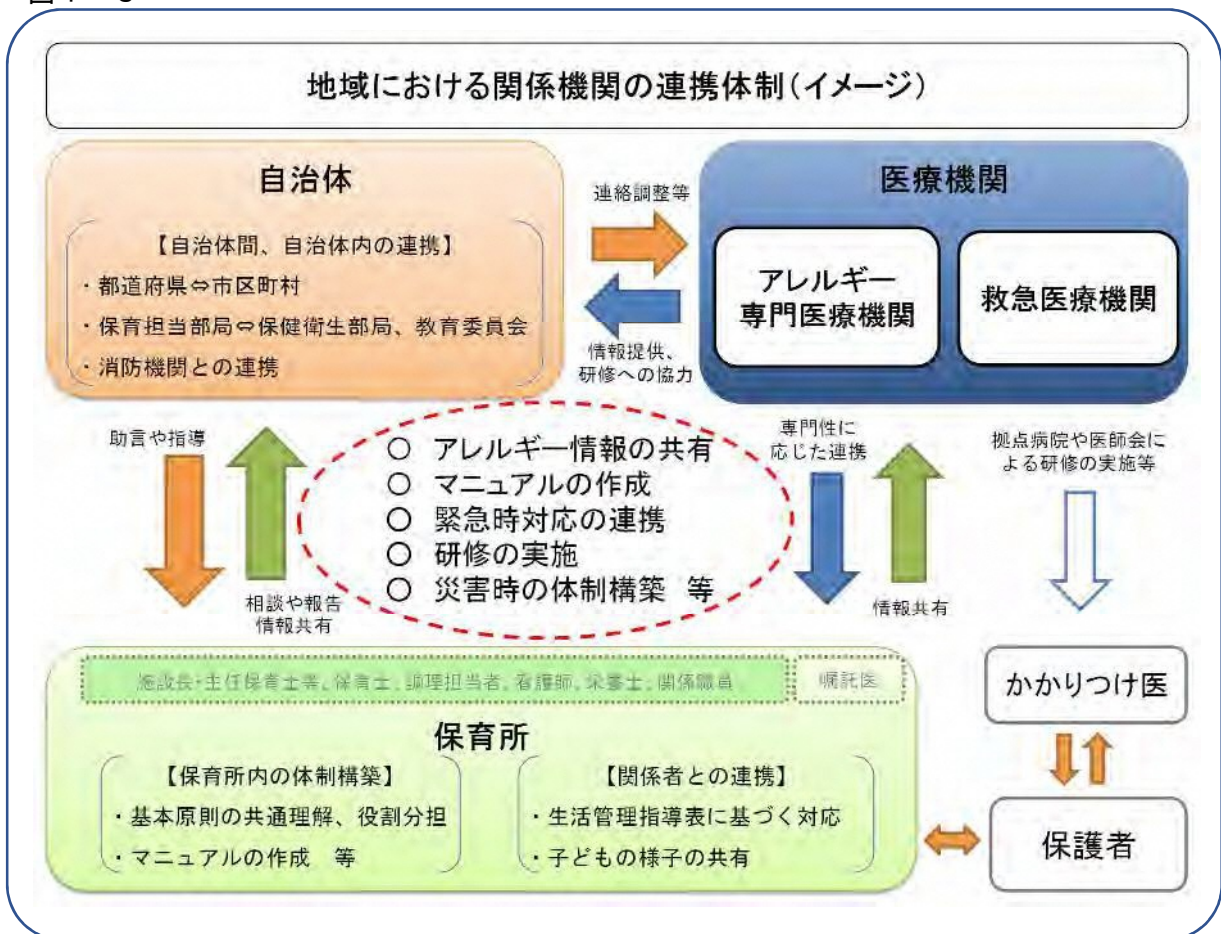 地域における関係機関の連携体制（イメージ）
自治体
【自治体間、自治体内の連携】
・都道府県⇔市区町村
・保育担当部局⇔保健衛生部局、教育委員会
・消防機関との連携
連絡調整等
情報提供、
研修への協力
医療機関
アレルギー
専門医療機関
救急医療機関
助言や指導
相談や報告
情報共有
○ アレルギー情報の共有
○ マニュアルの作成
○ 緊急時対応の連携
○ 研修の実施
○ 災害時の体制構築 等
専門性に
応じた連携
情報共有
拠点病院や医師会に
よる研修の実施等
施設長・主任保育士等、保育士、調理担当者、看護師、栄養士、関係職員
嘱託医
保育所
【保育所内の体制構築】
・基本原則の共通理解、役割分担
・マニュアルの作成 等
【関係者との連携】
・生活管理指導表に基づく対応
・子どもの様子の共有
かかりつけ医
保護者